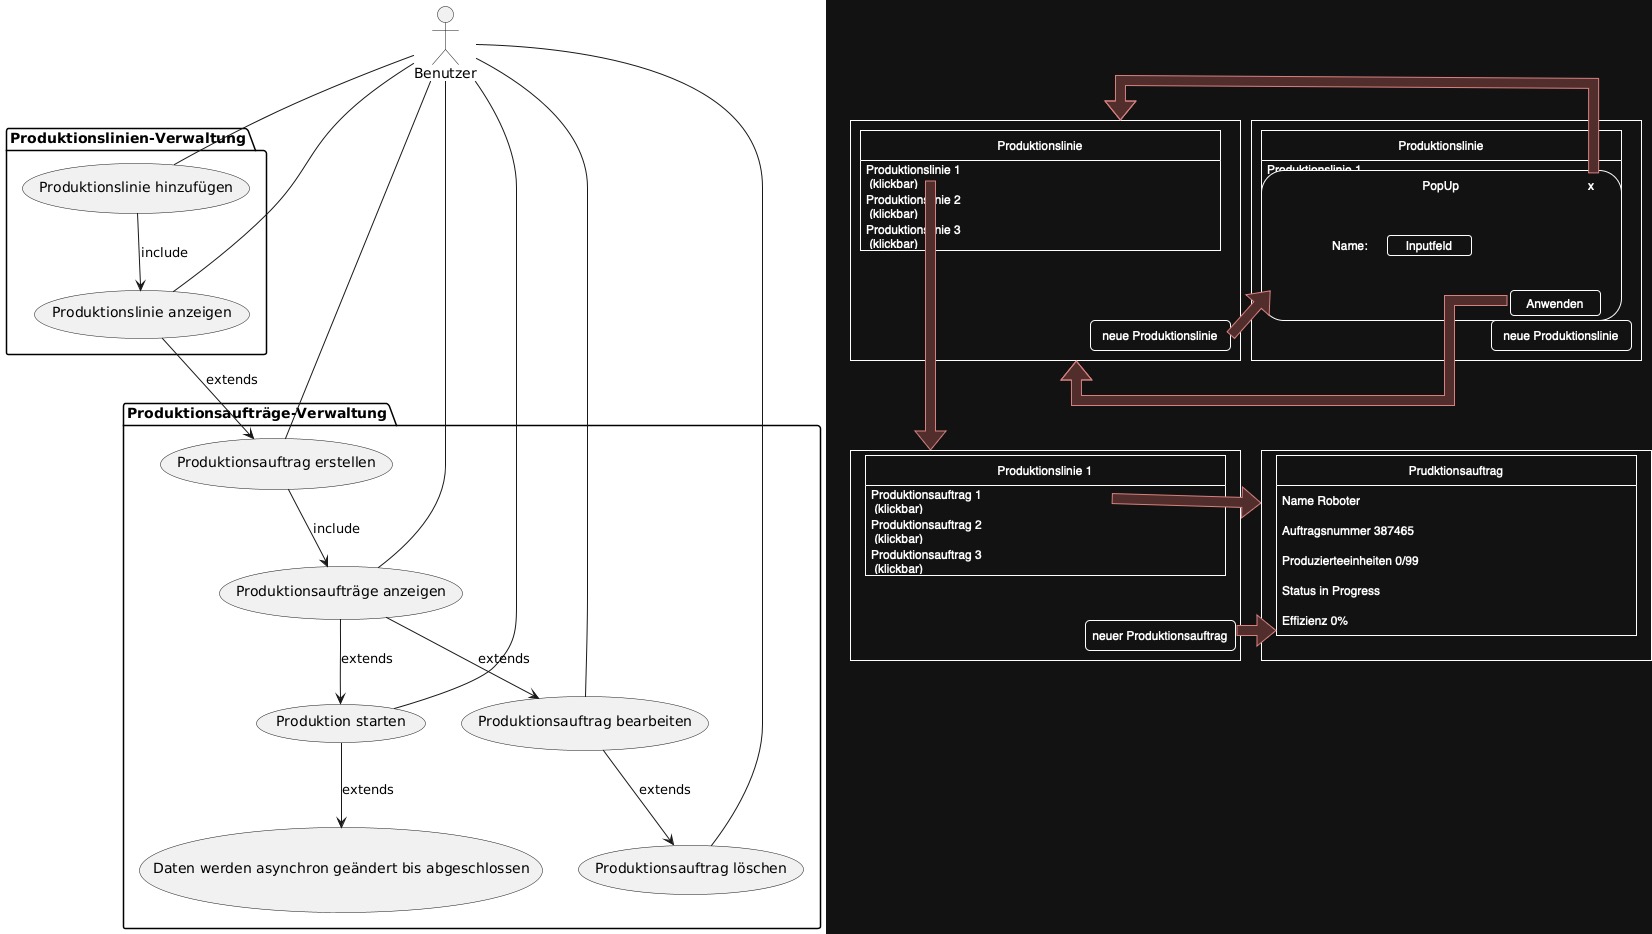 Benutzer
Produktionslinien-Verwaltung
Produktionslinie hinzufügen
include
Produktionslinie anzeigen
extends
Produktionsaufträge-Verwaltung
Produktionsauftrag erstellen
include
Produktionsaufträge anzeigen
extends
extends
Produktion starten
Produktionsauftrag bearbeiten
extends
extends
Daten werden asynchron geändert bis abgeschlossen
Produktionsauftrag löschen
Produktionslinie
Produktionslinie 1
(klickbar)
Produktionslinie 2
(klickbar)
Produktionslinie 3
(klickbar)
neue Produktionslinie
Produktionslinie
Produktionslinie 1
PopUp
x
Name:
Inputfeld
Anwenden
neue Produktionslinie
Produktionslinie 1
Produktionsauftrag 1
(klickbar)
Produktionsauftrag 2
(klickbar)
Produktionsauftrag 3
(klickbar)
neuer Produktionsauftrag
Prudktionsauftrag
Name Roboter
Auftragsnummer 387465
Produzierteeinheiten 0/99
Status in Progress
Effizienz 0%